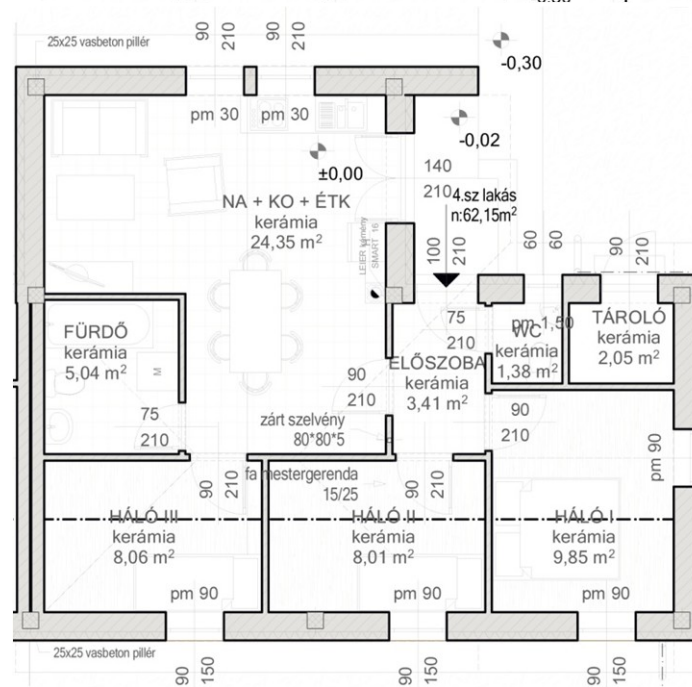 25x25 vasbeton pillér
90
210
90
210
-0,30
pm 30
pm 30
-0,02
±0,00
140
210
4.sz lakás
n:62,15m²
NA + KO + ÉTK
kerámia
24,35 m²
LEIER kémény
SMART 16
100
210
60
60
90
210
FÜRDŐ
kerámia
5,04 m²
M
75
210
pm 1,50
WC
kerámia
1,38 m²
TÁROLÓ
kerámia
2,05 m²
ELŐSZOBA
kerámia
3,41 m²
90
210
75
210
zárt szelvény
80*80*5
90
210
pm 90
90
210
fa mestergerenda
15/25
90
210
HÁLÓ III
kerámia
8,06 m²
HÁLÓ II
kerámia
8,01 m²
HÁLÓ I
kerámia
9,85 m²
pm 90
pm 90
pm 90
25x25 vasbeton pillér
90
150
90
150
90
150